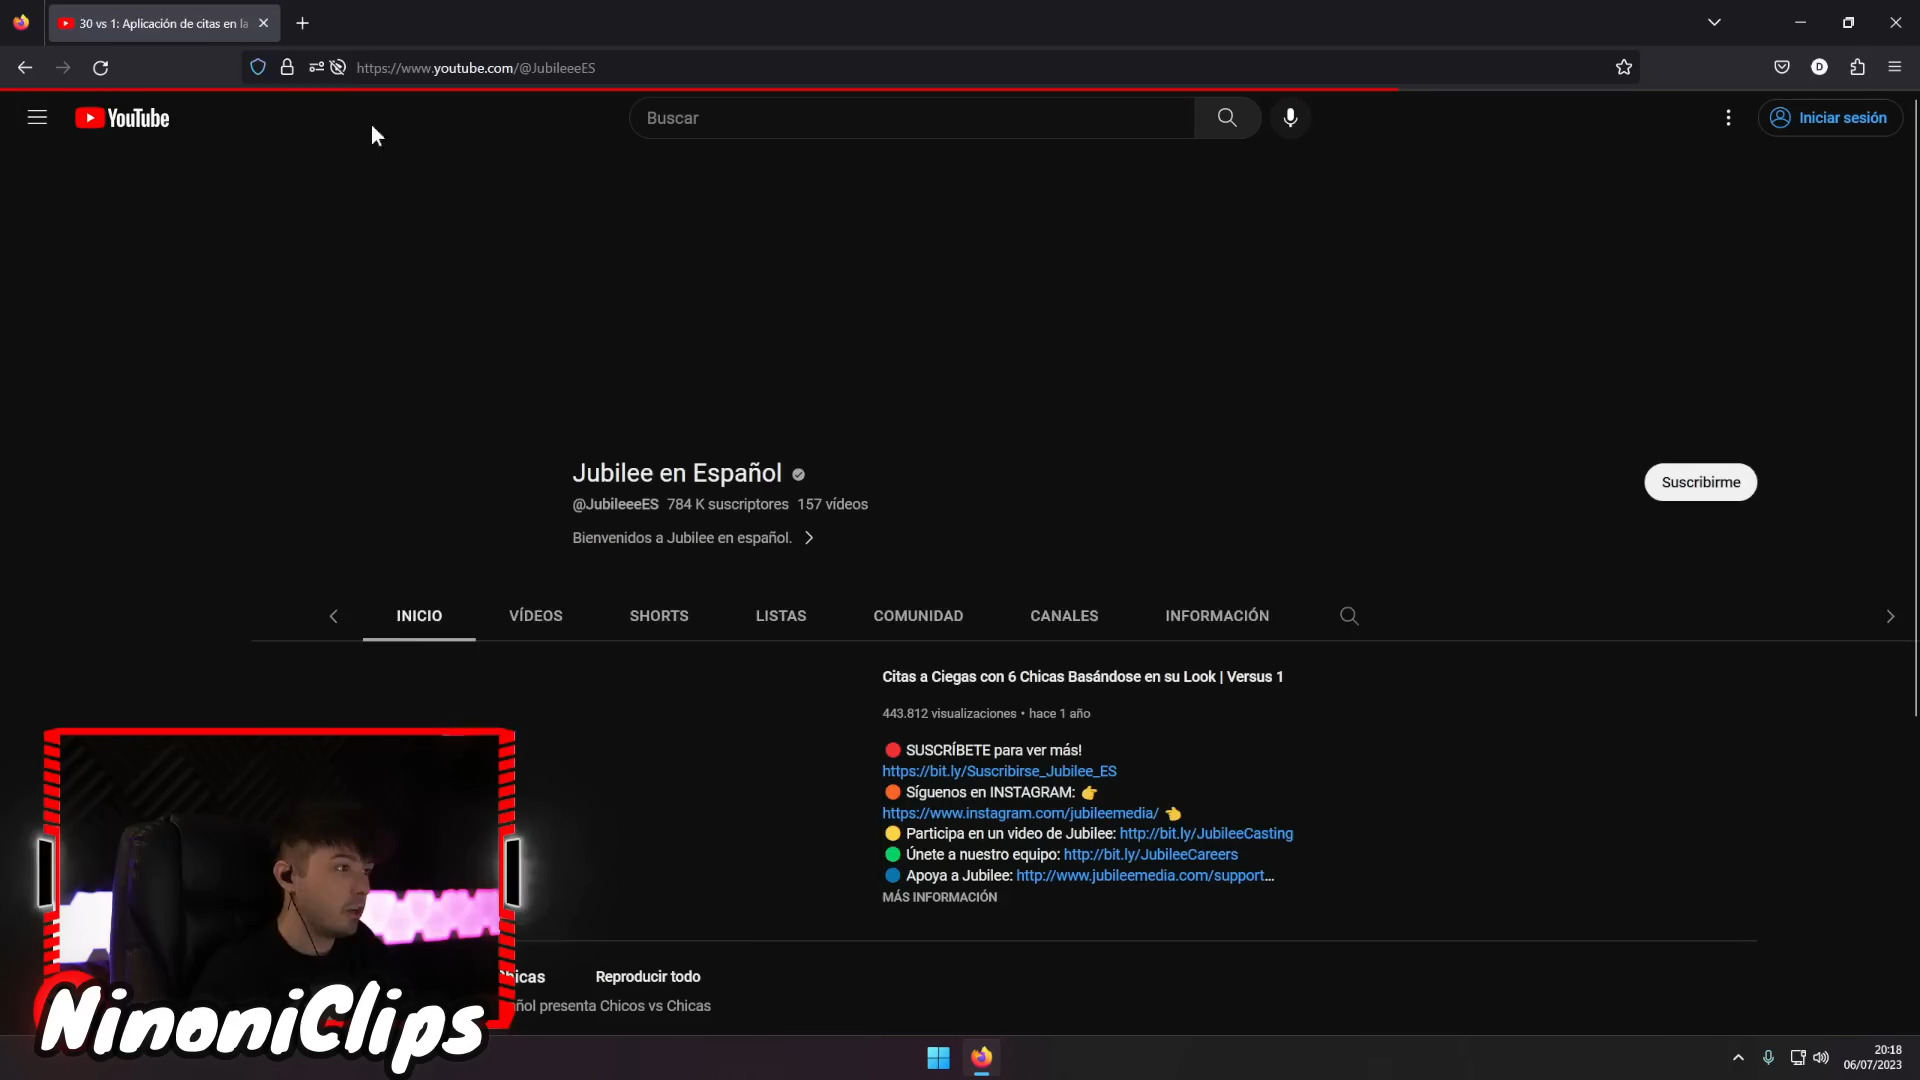 30 vs 1: Aplicación de citas en la
https://www.youtube.com/@JubileeeES
D
YouTube
Buscar
Iniciar sesión
Jubilee en Español
@JubileeeES 784 K suscriptores 157 vídeos
Bienvenidos a Jubilee en español.
Suscribirme
INICIO
VÍDEOS
SHORTS
LISTAS
COMUNIDAD
CANALES
INFORMACIÓN
Citas a Ciegas con 6 Chicas Basándose en su Look | Versus 1
443.812 visualizaciones • hace 1 año
🔴 SUSCRÍBETE para ver más!
https://bit.ly/Suscribirse_Jubilee_ES
🟠 Síguenos en INSTAGRAM: 👉
https://www.instagram.com/jubileemedia/ 👈
🟡 Participa en un video de Jubilee: http://bit.ly/JubileeCasting
🟢 Únete a nuestro equipo: http://bit.ly/JubileeCareers
🔵 Apoya a Jubilee: http://www.jubileemedia.com/support...
MÁS INFORMACIÓN
Reproducir todo
presenta Chicos vs Chicas
NinoniClips
20:18
06/07/2023